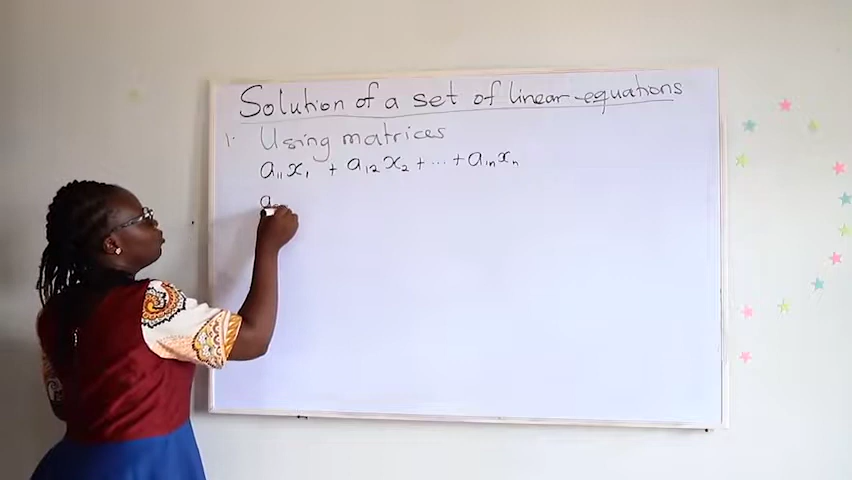 Solution of a set of linear equations
1. Using matrices
a₁₁x₁ + a₁₂x₂ + ... + a₁ₙxₙ
a